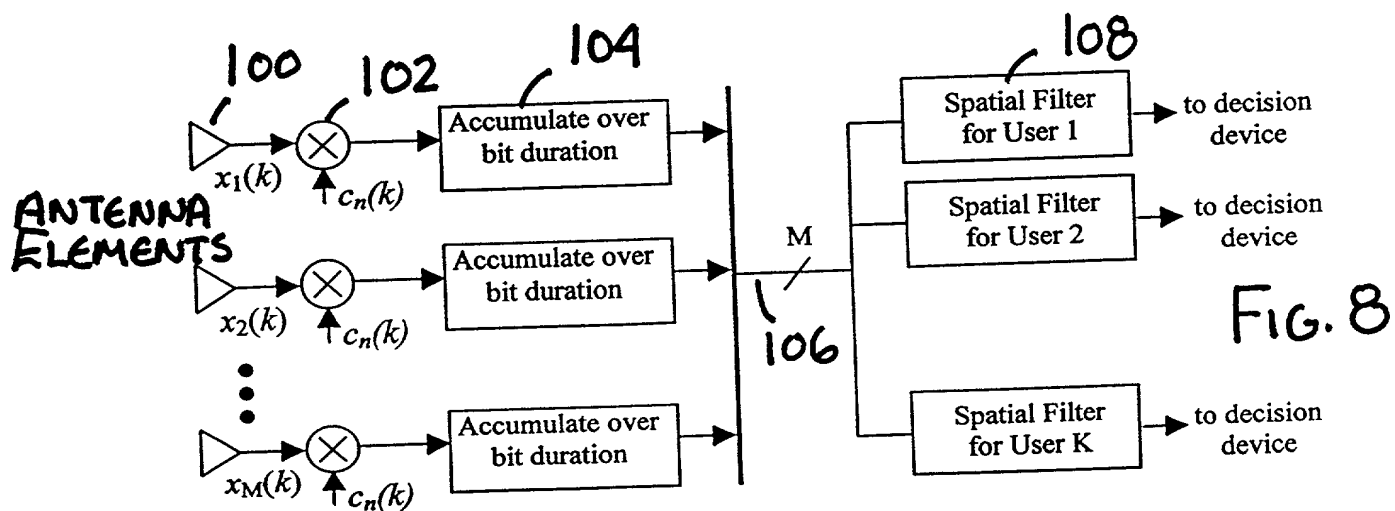 100
102
104
108
Accumulate over
bit duration
x1(k)
cn(k)
Spatial Filter
for User 1
to decision
device
ANTENNA
ELEMENTS
Accumulate over
bit duration
x2(k)
cn(k)
M
106
Spatial Filter
for User 2
to decision
device
FIG. 8
Accumulate over
bit duration
xM(k)
cn(k)
Spatial Filter
for User K
to decision
device